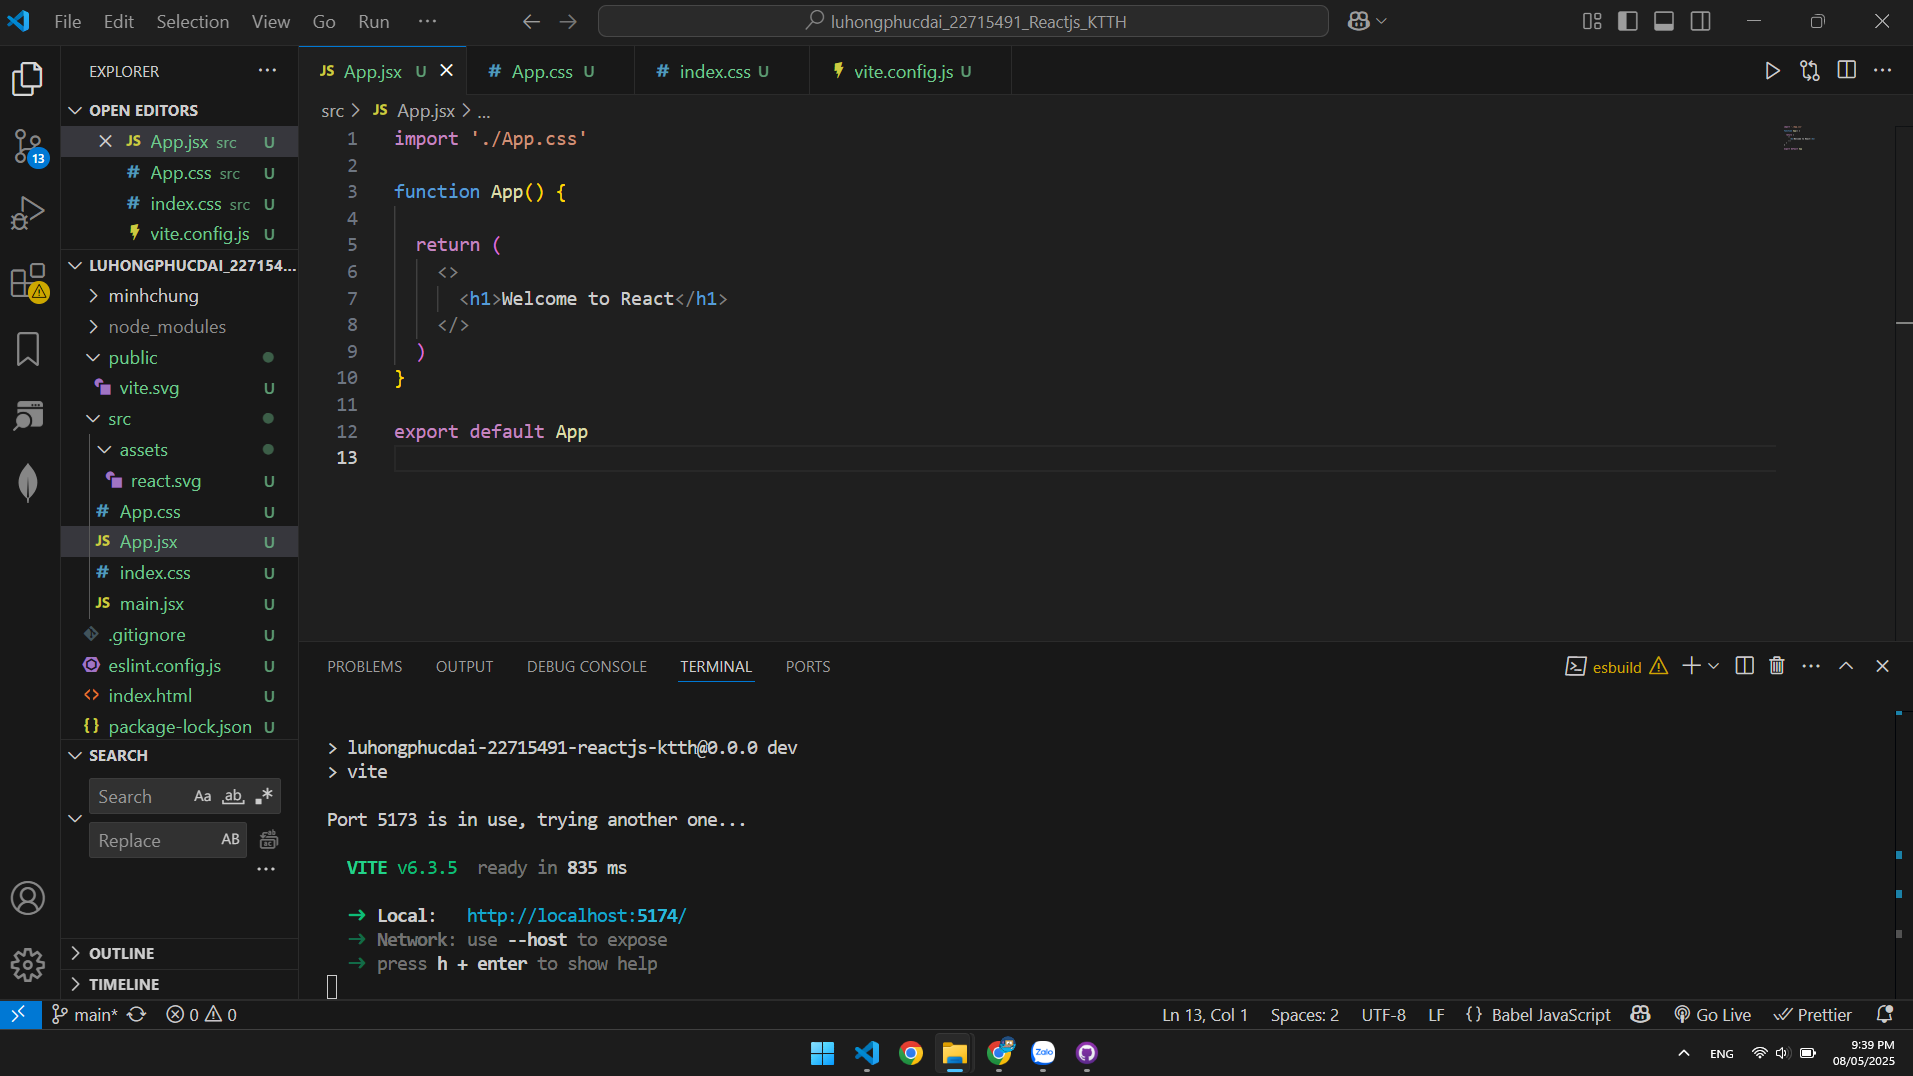 File Edit Selection View Go Run ···
luhongphucdai_22715491_Reactjs_KTTH
EXPLORER
OPEN EDITORS
App.jsx src U
App.css src U
index.css src U
vite.config.js U
LUHONGPHUCDAI_227154...
minhchung
node_modules
public
vite.svg U
src
assets
react.svg U
App.css U
JS App.jsx U
index.css U
JS main.jsx U
.gitignore U
eslint.config.js U
index.html U
package-lock.json U
SEARCH
Search Aa ab .*
Replace AB
OUTLINE
TIMELINE
JS App.jsx U
# App.css U
# index.css U
vite.config.js U
src > JS App.jsx > ...
1 import './App.css'
2
3 function App() {
4
5 return (
6 <>
7 <h1>Welcome to React</h1>
8 </>
9 )
10 }
11
12 export default App
13
PROBLEMS OUTPUT DEBUG CONSOLE TERMINAL PORTS
esbuild
> luhongphucdai-22715491-reactjs-ktth@0.0.0 dev
> vite
Port 5173 is in use, trying another one...
VITE v6.3.5 ready in 835 ms
→ Local: http://localhost:5174/
→ Network: use --host to expose
→ press h + enter to show help
13
main* 0 0
Ln 13, Col 1 Spaces: 2 UTF-8 LF {} Babel JavaScript Go Live Prettier
Zalo
ENG
9:39 PM
08/05/2025